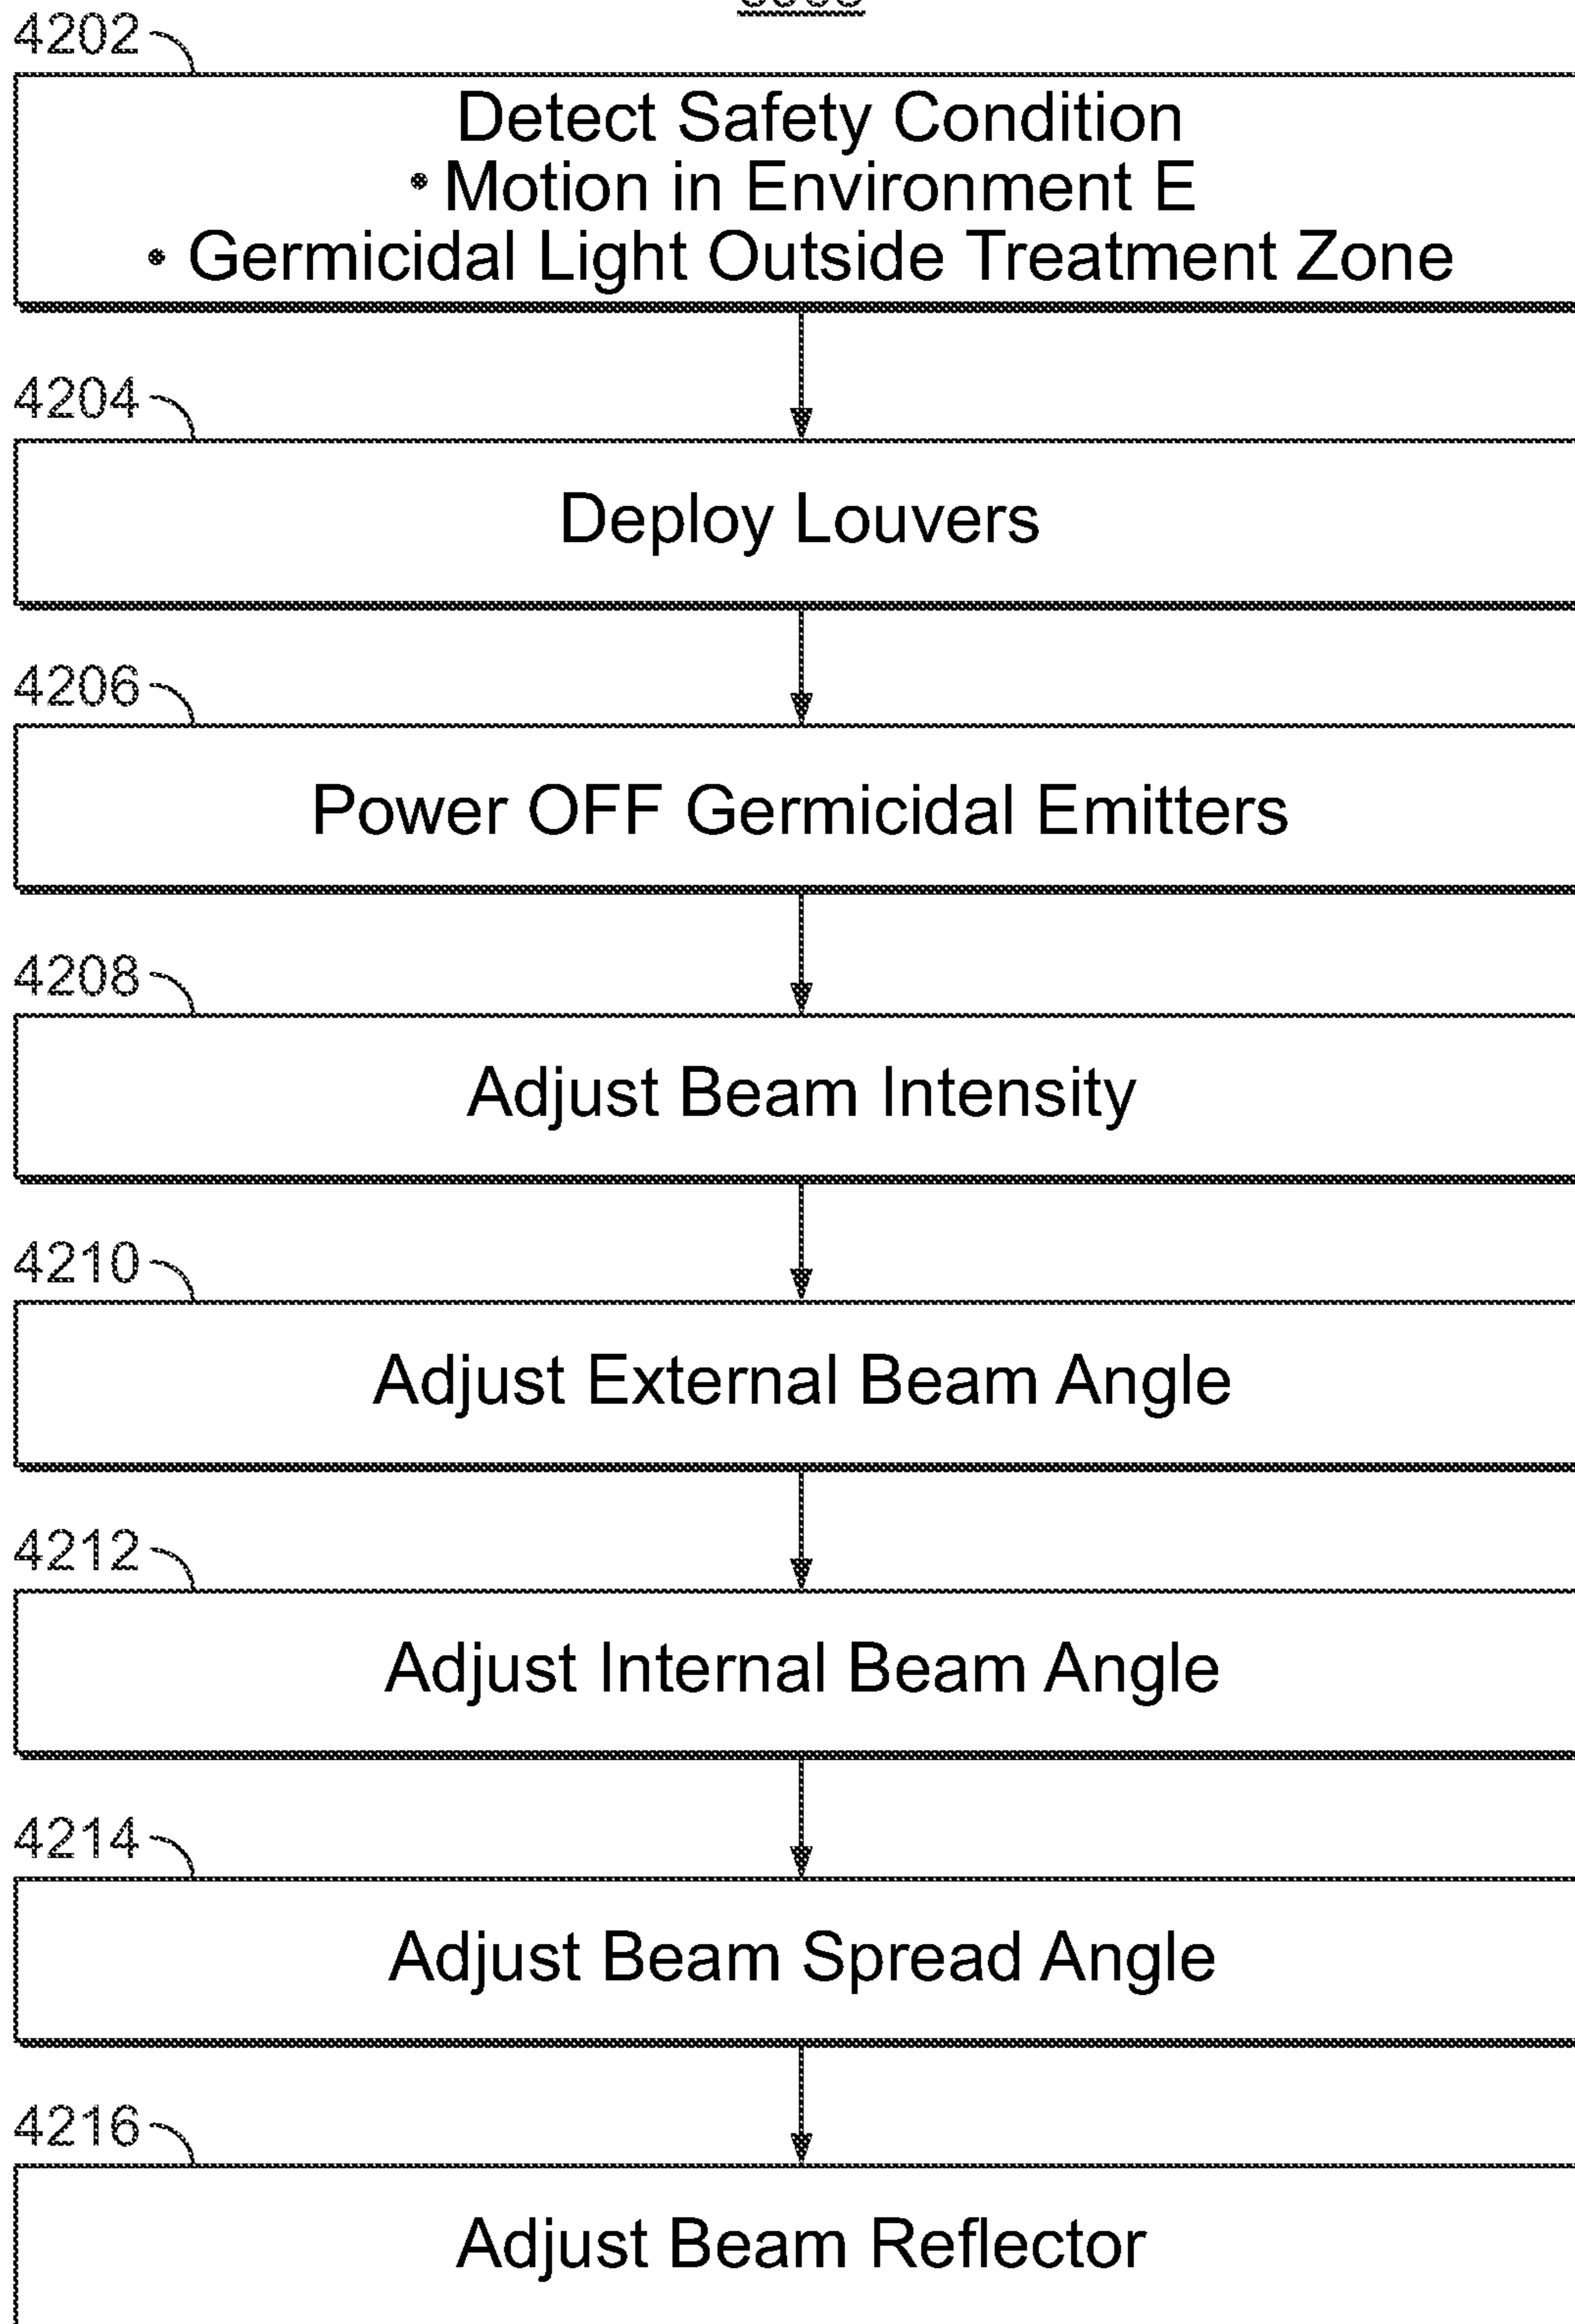 4202
Detect Safety Condition
• Motion in Environment E
• Germicidal Light Outside Treatment Zone
4204
Deploy Louvers
4206
Power OFF Germicidal Emitters
4208
Adjust Beam Intensity
4210
Adjust External Beam Angle
4212
Adjust Internal Beam Angle
4214
Adjust Beam Spread Angle
4216
Adjust Beam Reflector